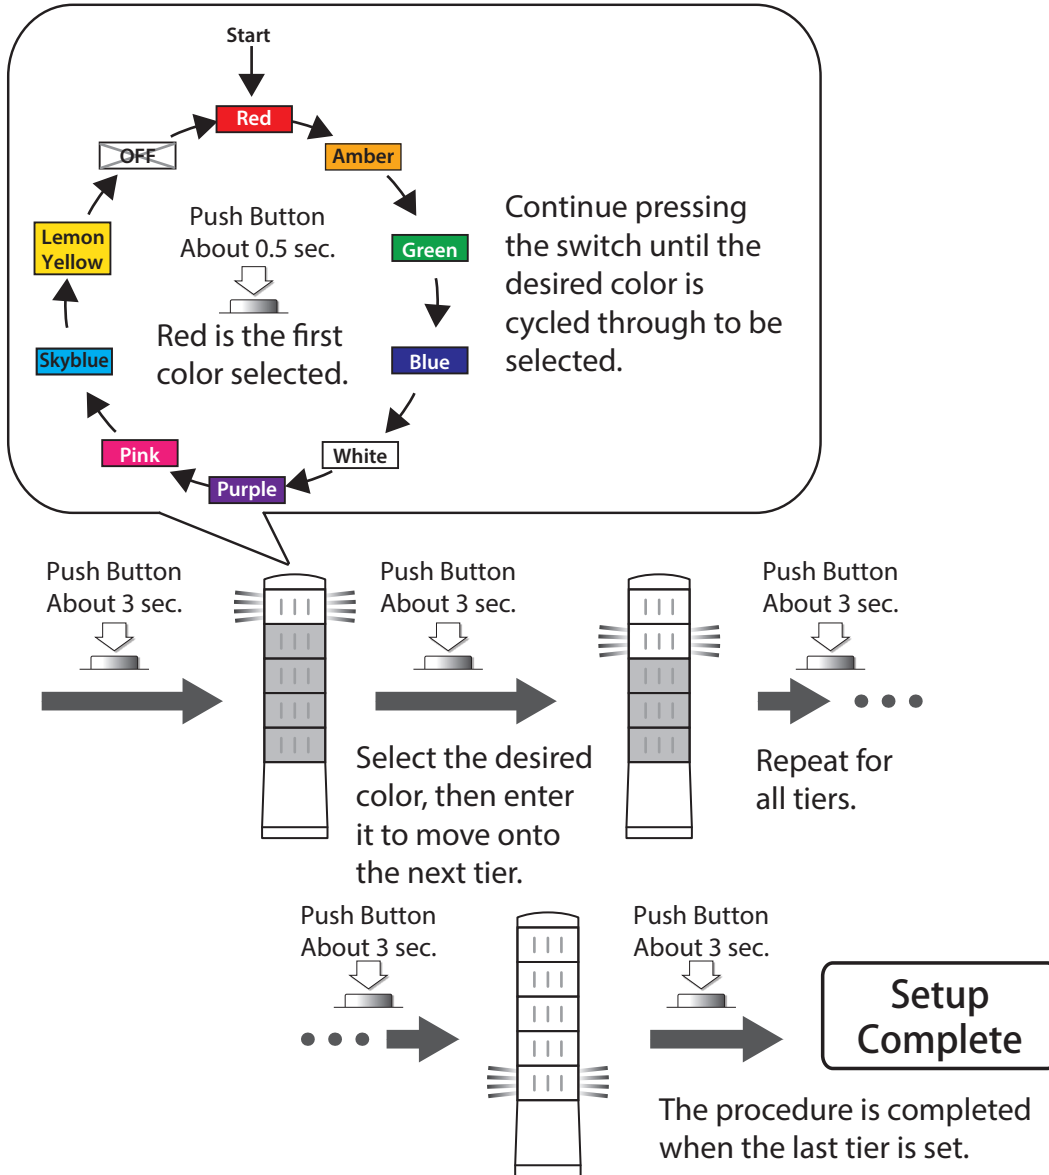 Start
Red
Amber
Green
Blue
White
Purple
Pink
Skyblue
Lemon
Yellow
OFF
Push Button
About 0.5 sec.
Red is the first
color selected.
Continue pressing
the switch until the
desired color is
cycled through to be
selected.
Push Button
About 3 sec.
Push Button
About 3 sec.
Push Button
About 3 sec.
Select the desired
color, then enter
it to move onto
the next tier.
Repeat for
all tiers.
Push Button
About 3 sec.
Push Button
About 3 sec.
Setup
Complete
The procedure is completed
when the last tier is set.